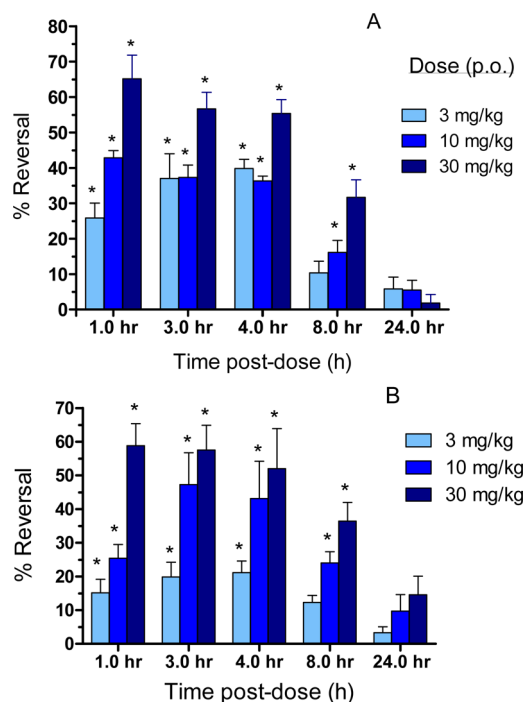 A
80
70
60
50
40
30
20
10
0
% Reversal
* * * * * * * * * * *
Dose (p.o.)
3 mg/kg
10 mg/kg
30 mg/kg
1.0 hr 3.0 hr 4.0 hr 8.0 hr 24.0 hr
Time post-dose (h)
B
70
60
50
40
30
20
10
0
% Reversal
* * * * * * * * * * *
3 mg/kg
10 mg/kg
30 mg/kg
1.0 hr 3.0 hr 4.0 hr 8.0 hr 24.0 hr
Time post-dose (h)